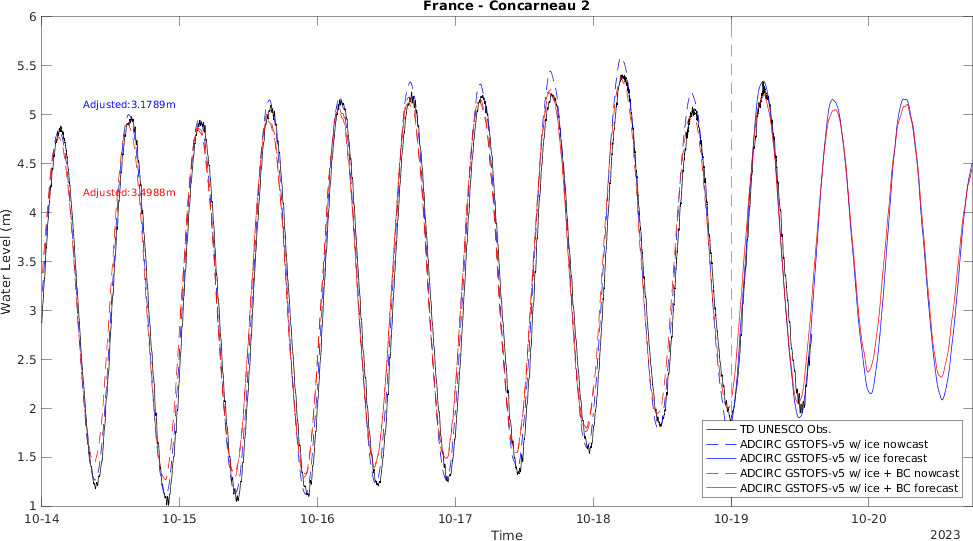 France - Concarneau 2
6
5.5
5
4.5
4
3.5
3
2.5
2
1.5
1
Water Level (m)
Adjusted:3.1789m
Adjusted:3.4988m
TD UNESCO Obs.
ADCIRC GSTOFS-v5 w/ ice nowcast
ADCIRC GSTOFS-v5 w/ ice forecast
ADCIRC GSTOFS-v5 w/ ice + BC nowcast
ADCIRC GSTOFS-v5 w/ ice + BC forecast
10-14 10-15 10-16 10-17 10-18 10-19 10-20
Time
2023